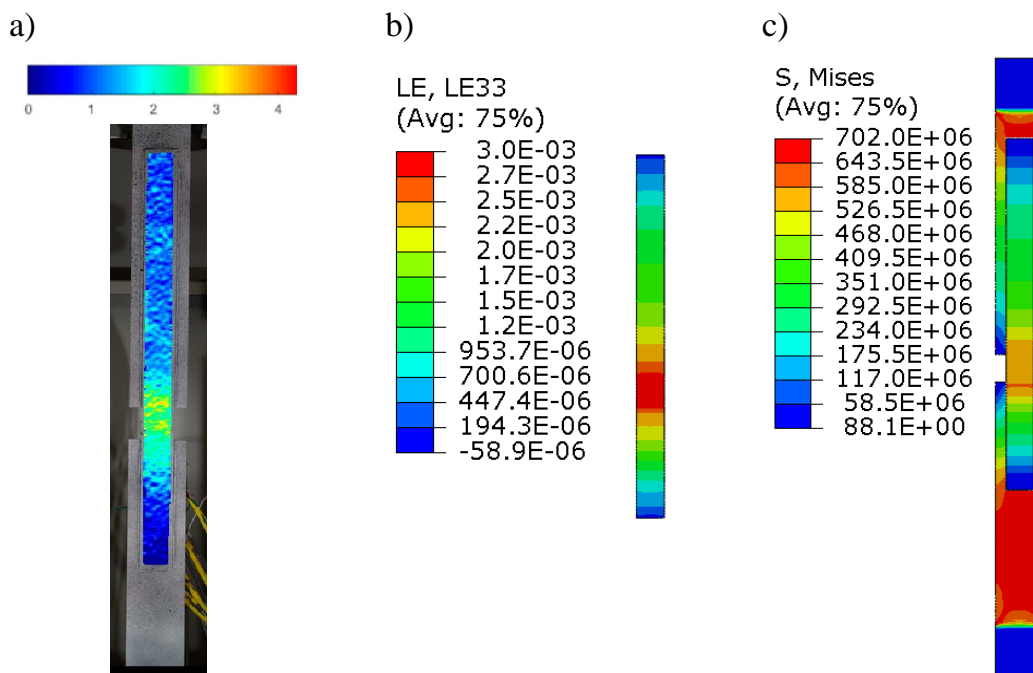 a)
0 1 2 3 4
b)
LE, LE33
(Avg: 75%)
3.0E-03
2.7E-03
2.5E-03
2.2E-03
2.0E-03
1.7E-03
1.5E-03
1.2E-03
953.7E-06
700.6E-06
447.4E-06
194.3E-06
-58.9E-06
c)
S, Mises
(Avg: 75%)
702.0E+06
643.5E+06
585.0E+06
526.5E+06
468.0E+06
409.5E+06
351.0E+06
292.5E+06
234.0E+06
175.5E+06
117.0E+06
58.5E+06
88.1E+00